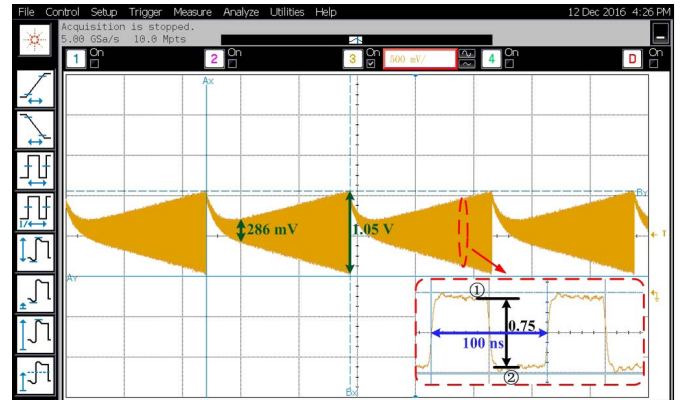 File Control Setup Trigger Measure Analyze Utilities Help 12 Dec 2016 4:26 PM
Acquisition is stopped.
5.00 GSa/s 10.0 Mpts
1 On 2 On 3 On 500 mV/ 4 On D On
Ax
By
T
286 mV 1.05 V
Ay
①
0.75
100 ns
②
1/
Bx